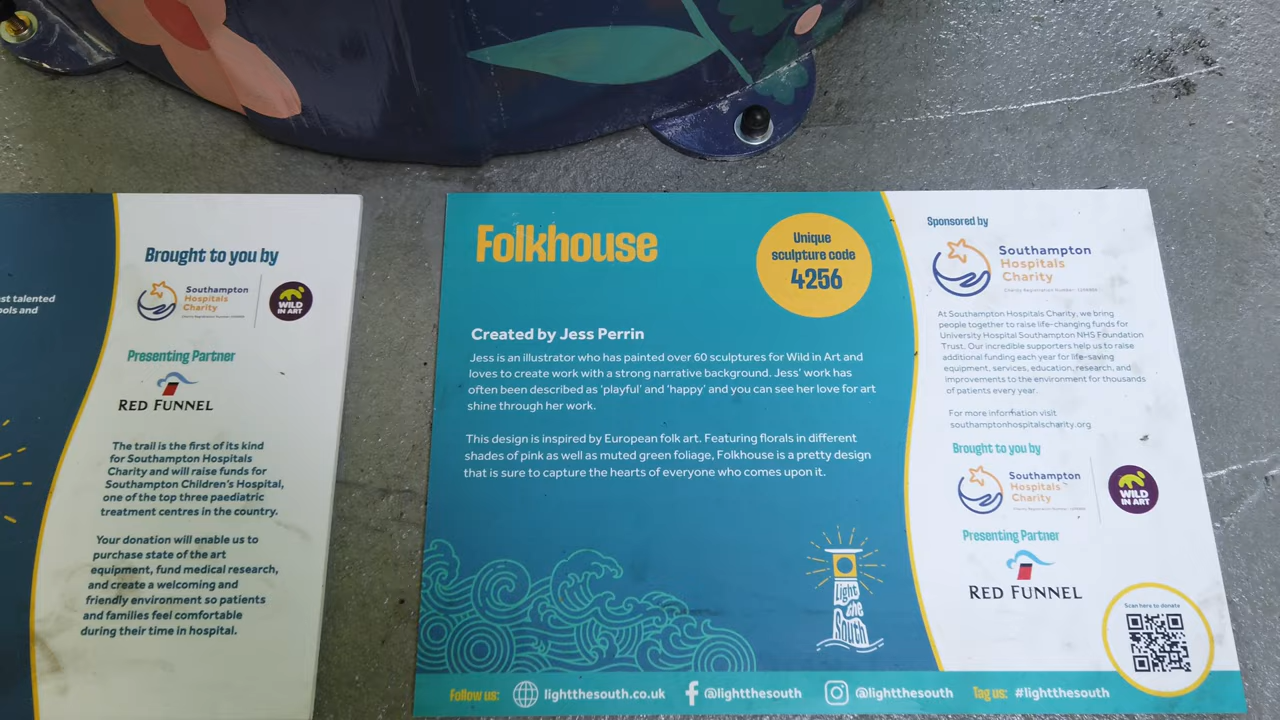 st talented
ools and
Brought to you by
Southampton
Hospitals
Charity
WILD
IN ART
Presenting Partner
RED FUNNEL
The trail is the first of its kind
for Southampton Hospitals
Charity and will raise funds for
Southampton Children's Hospital,
one of the top three paediatric
treatment centres in the country.
Your donation will enable us to
purchase state of the art
equipment, fund medical research,
and create a welcoming and
friendly environment so patients
and families feel comfortable
during their time in hospital.
Folkhouse
Unique
sculpture code
4256
Created by Jess Perrin
Jess is an illustrator who has painted over 60 sculptures for Wild in Art and
loves to create work with a strong narrative background. Jess' work has
often been described as 'playful' and 'happy' and you can see her love for art
shine through her work.
This design is inspired by European folk art. Featuring florals in different
shades of pink as well as muted green foliage, Folkhouse is a pretty design
that is sure to capture the hearts of everyone who comes upon it.
Light
the
South
Sponsored by
Southampton
Hospitals
Charity
At Southampton Hospitals Charity, we bring
people together to raise life-changing funds for
University Hospital Southampton NHS Foundation
Trust. Our incredible supporters help us to raise
additional funding each year for life-saving
equipment, services, education, research, and
improvements to the environment for thousands
of patients every year.
For more information visit
southamptonhospitalscharity.org
Brought to you by
Southampton
Hospitals
Charity
WILD
IN ART
Presenting Partner
RED FUNNEL
Scan here to donate
Follow us: lightthesouth.co.uk @lightthesouth @lightthesouth Tag us: #lightthesouth